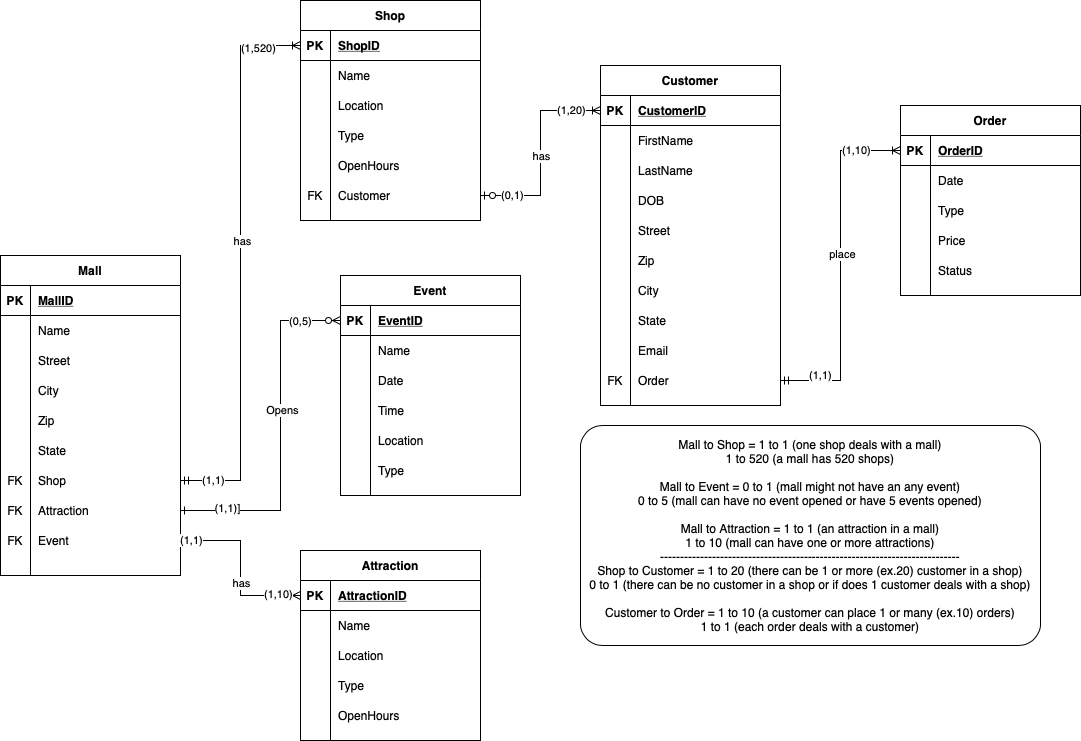 Shop
PK ShopID
Name
Location
Type
OpenHours
FK Customer
(1,520)
has
(1,1)
Mall
PK MallID
Name
Street
City
Zip
State
FK Shop
FK Attraction
FK Event
(1,20)
has
(0,1)
Customer
PK CustomerID
FirstName
LastName
DOB
Street
Zip
City
State
Email
FK Order
(1,10)
place
(1,1)
Order
PK OrderID
Date
Type
Price
Status
Event
PK EventID
Name
Date
Time
Location
Type
(0,5)
Opens
(1,1)]
(1,1)
has
(1,10)
Attraction
PK AttractionID
Name
Location
Type
OpenHours
Mall to Shop = 1 to 1 (one shop deals with a mall)
1 to 520 (a mall has 520 shops)
Mall to Event = 0 to 1 (mall might not have an any event)
0 to 5 (mall can have no event opened or have 5 events opened)
Mall to Attraction = 1 to 1 (an attraction in a mall)
1 to 10 (mall can have one or more attractions)
---------------------------------------------------------------------------
Shop to Customer = 1 to 20 (there can be 1 or more (ex.20) customer in a shop)
0 to 1 (there can be no customer in a shop or if does 1 customer deals with a shop)
Customer to Order = 1 to 10 (a customer can place 1 or many (ex.10) orders)
1 to 1 (each order deals with a customer)